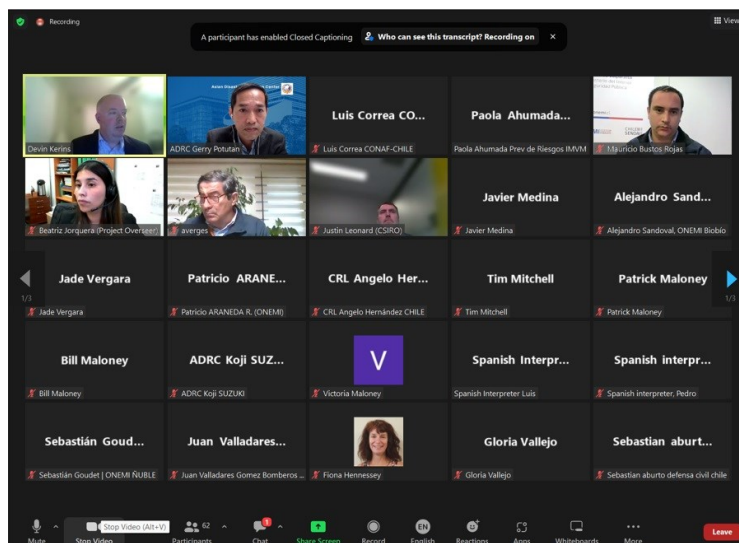 Recording
A participant has enabled Closed Captioning
Who can see this transcript? Recording on
View
Devin Kerins
ADRC Gerry Potutan
Luis Correa CO...
Luis Correa CONAF-CHILE
Paola Ahumada...
Paola Ahumada Prev de Riesgos IMVM
Mauricio Bustos Rojas
Beatriz Jorquera (Project Overseer)
averges
Justin Leonard (CSIRO)
Javier Medina
Javier Medina
Alejandro Sand...
Alejandro Sandoval, ONEMI Biobío
1/3
Jade Vergara
Jade Vergara
Patricio ARANE...
Patricio ARANEDA R. (ONEMI)
CRL Angelo Her...
CRL Angelo Hernández CHILE
Tim Mitchell
Tim Mitchell
Patrick Maloney
Patrick Maloney
1/3
Bill Maloney
Bill Maloney
ADRC Koji SUZ...
ADRC Koji SUZUKI
V
Victoria Maloney
Spanish Interpr...
Spanish Interpreter Luis
Spanish interpr...
Spanish interpreter, Pedro
Sebastián Goud...
Sebastián Goudet | ONEMI ÑUBLE
Juan Valladares...
Juan Valladares Gomez Bomberos ...
Fiona Hennessey
Gloria Vallejo
Gloria Vallejo
Sebastian aburt...
Sebastian aburto defensa civil chile
Mute
Stop Video
Stop Video (Alt+V)
62
Participants
1
Chat
Share Screen
Record
EN
English
Reactions
Apps
Whiteboards
More
Leave